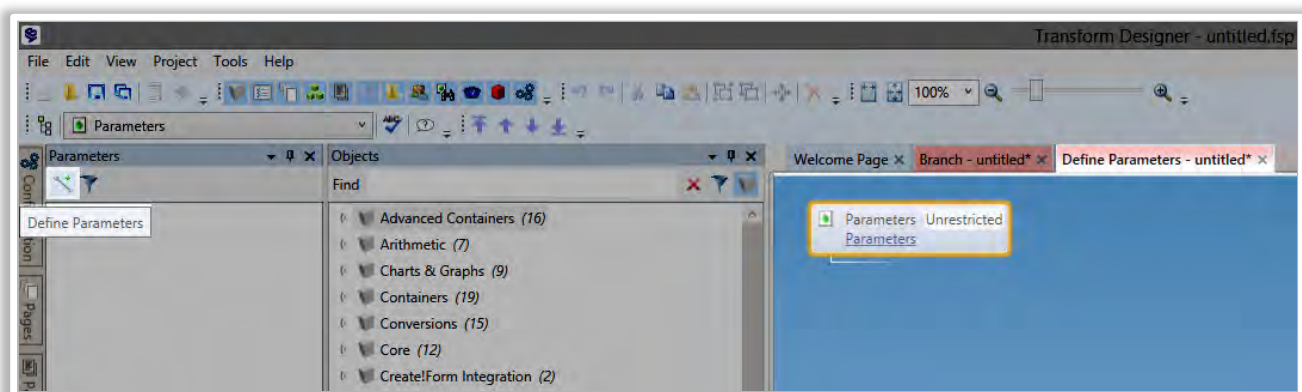 Transform Designer - untitled.fsp
File Edit View Project Tools Help
100%
Parameters
ABC
Parameters
Objects
Welcome Page
Branch - untitled*
Define Parameters - untitled*
Find
Define Parameters
Advanced Containers (16)
Arithmetic (7)
Charts & Graphs (9)
Containers (19)
Conversions (15)
Core (12)
Create!Form Integration (2)
Parameters Unrestricted
Parameters
Pages